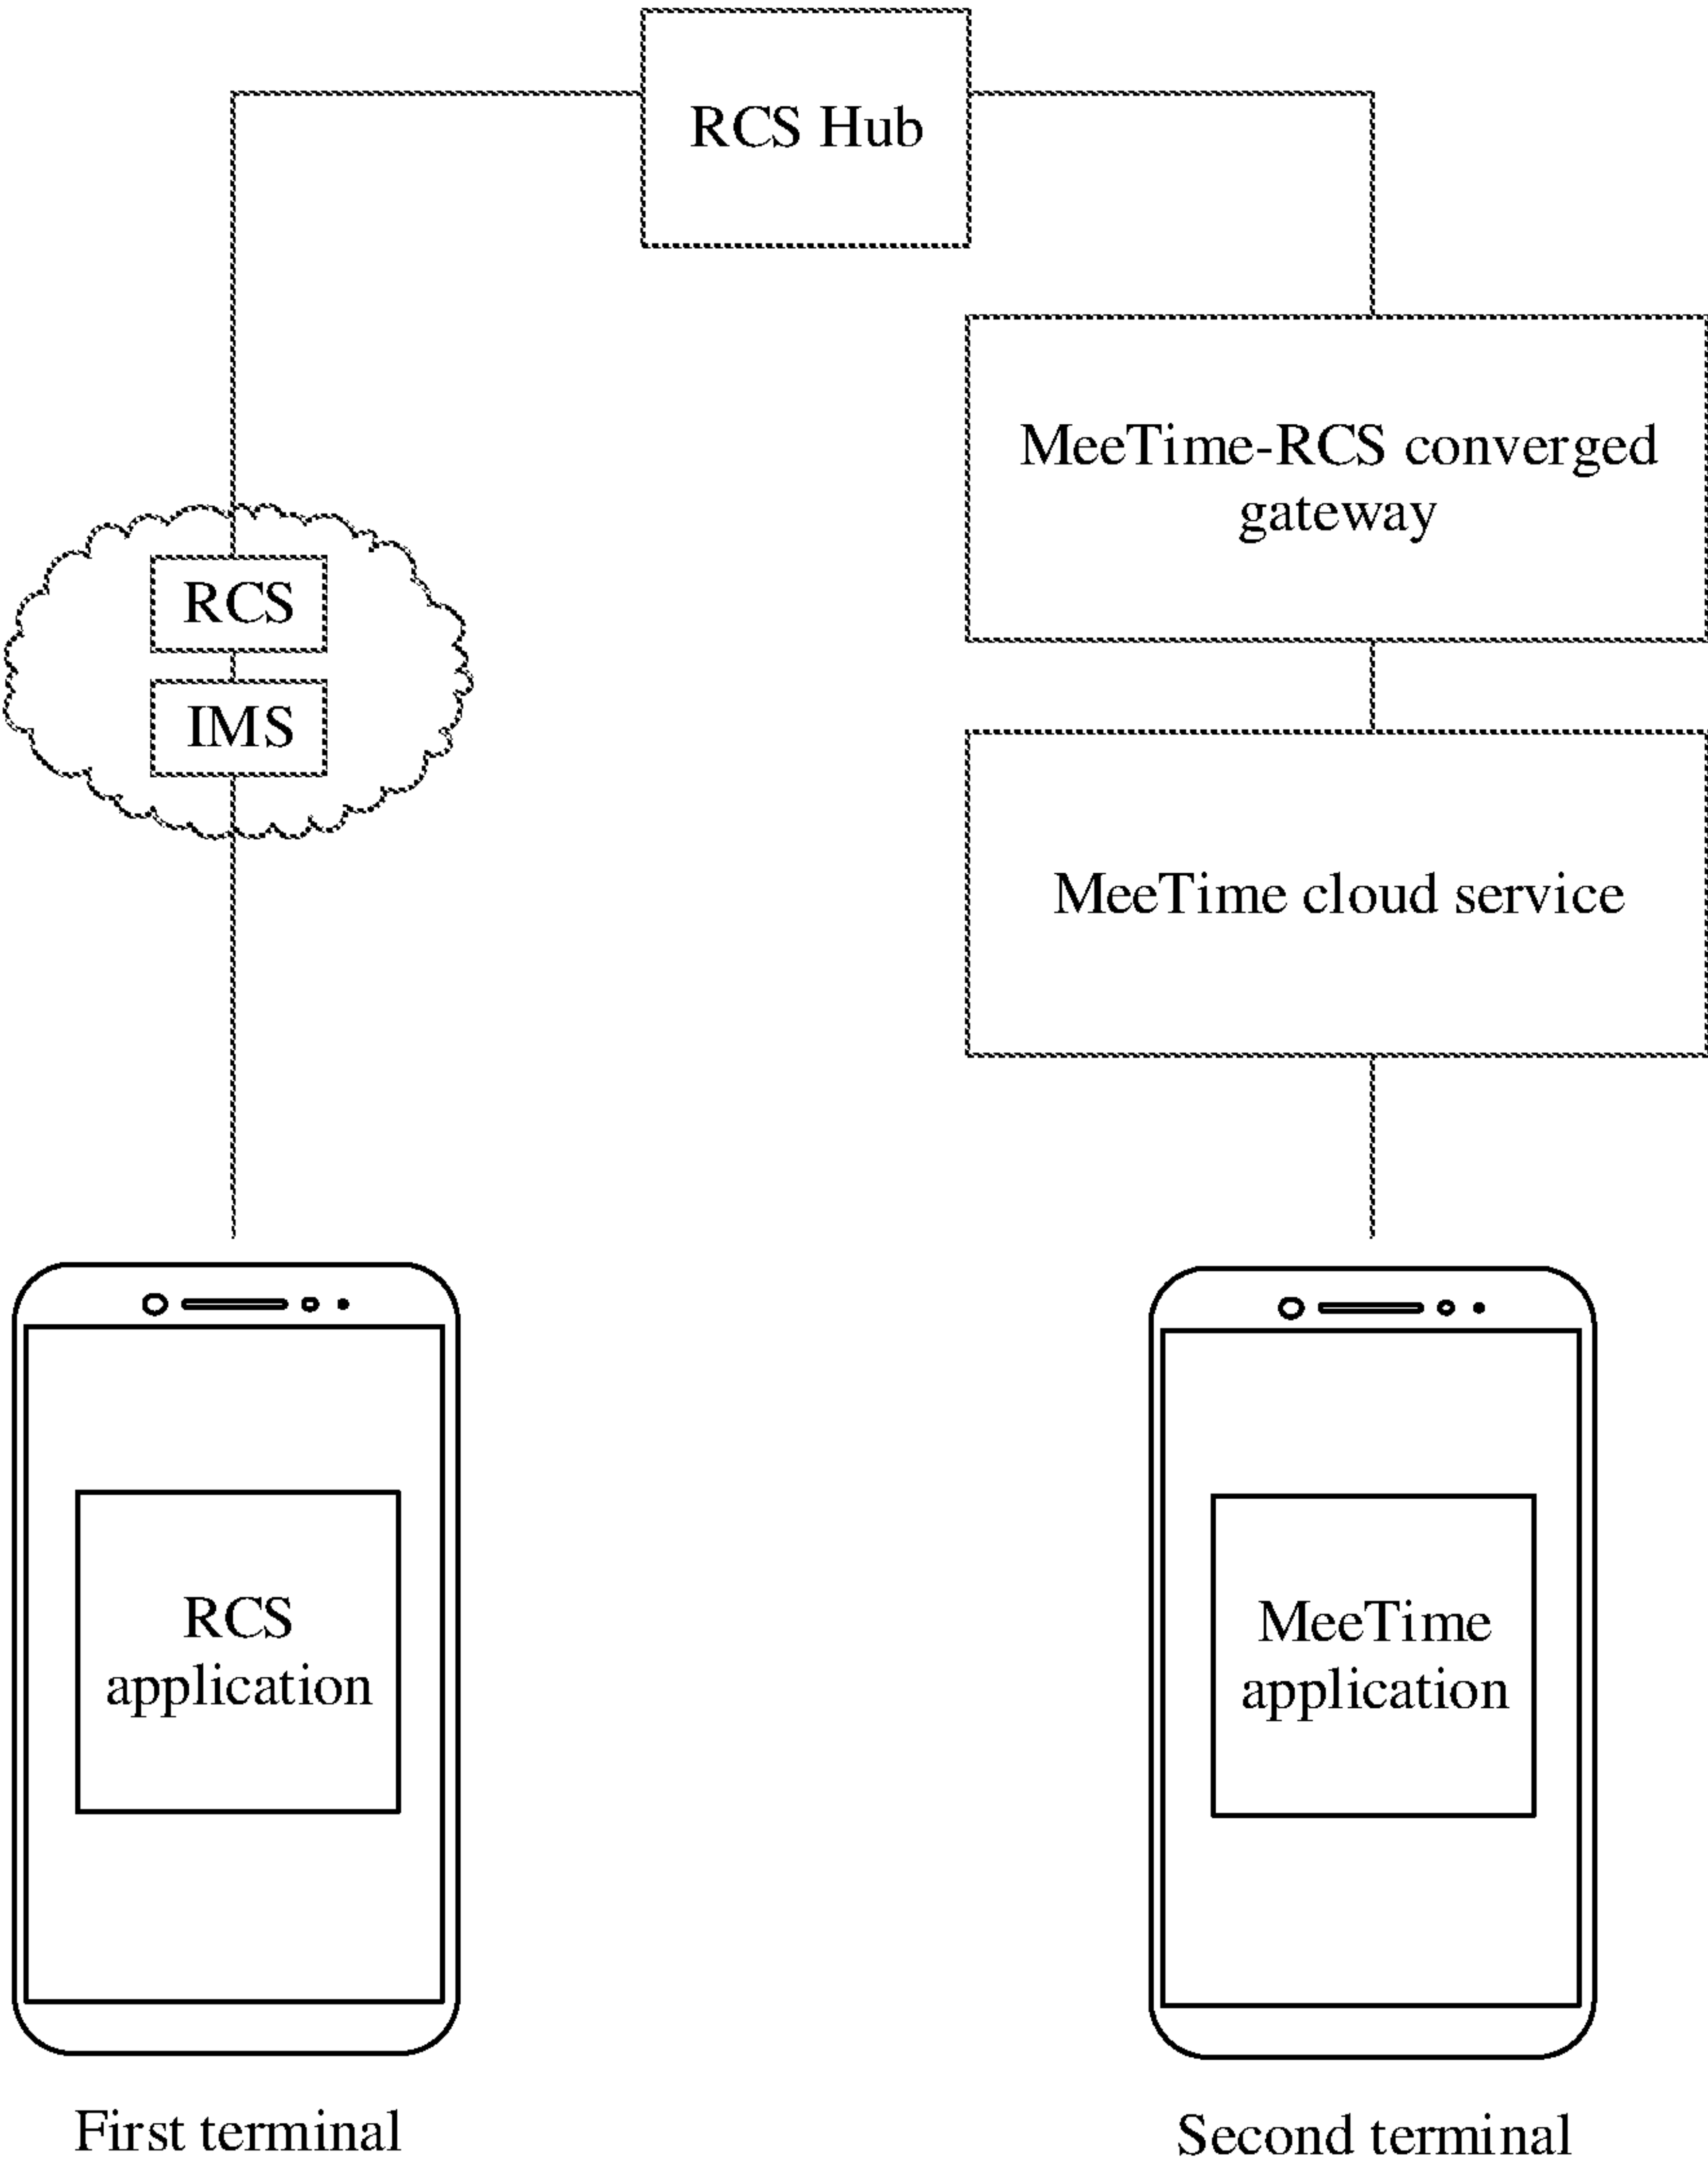 RCS Hub
MeeTime-RCS converged
gateway
RCS
IMS
MeeTime cloud service
RCS
application
MeeTime
application
First terminal
Second terminal